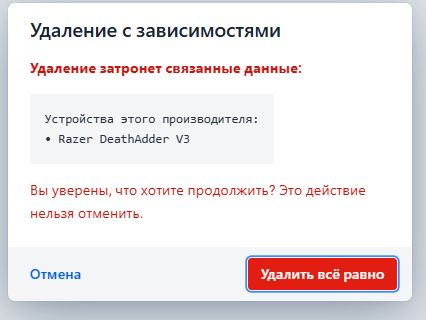 Удаление с зависимостями
Удаление затронет связанные данные:
Устройства этого производителя:
• Razer DeathAdder V3
Вы уверены, что хотите продолжить? Это действие
нельзя отменить.
Отмена
Удалить всё равно